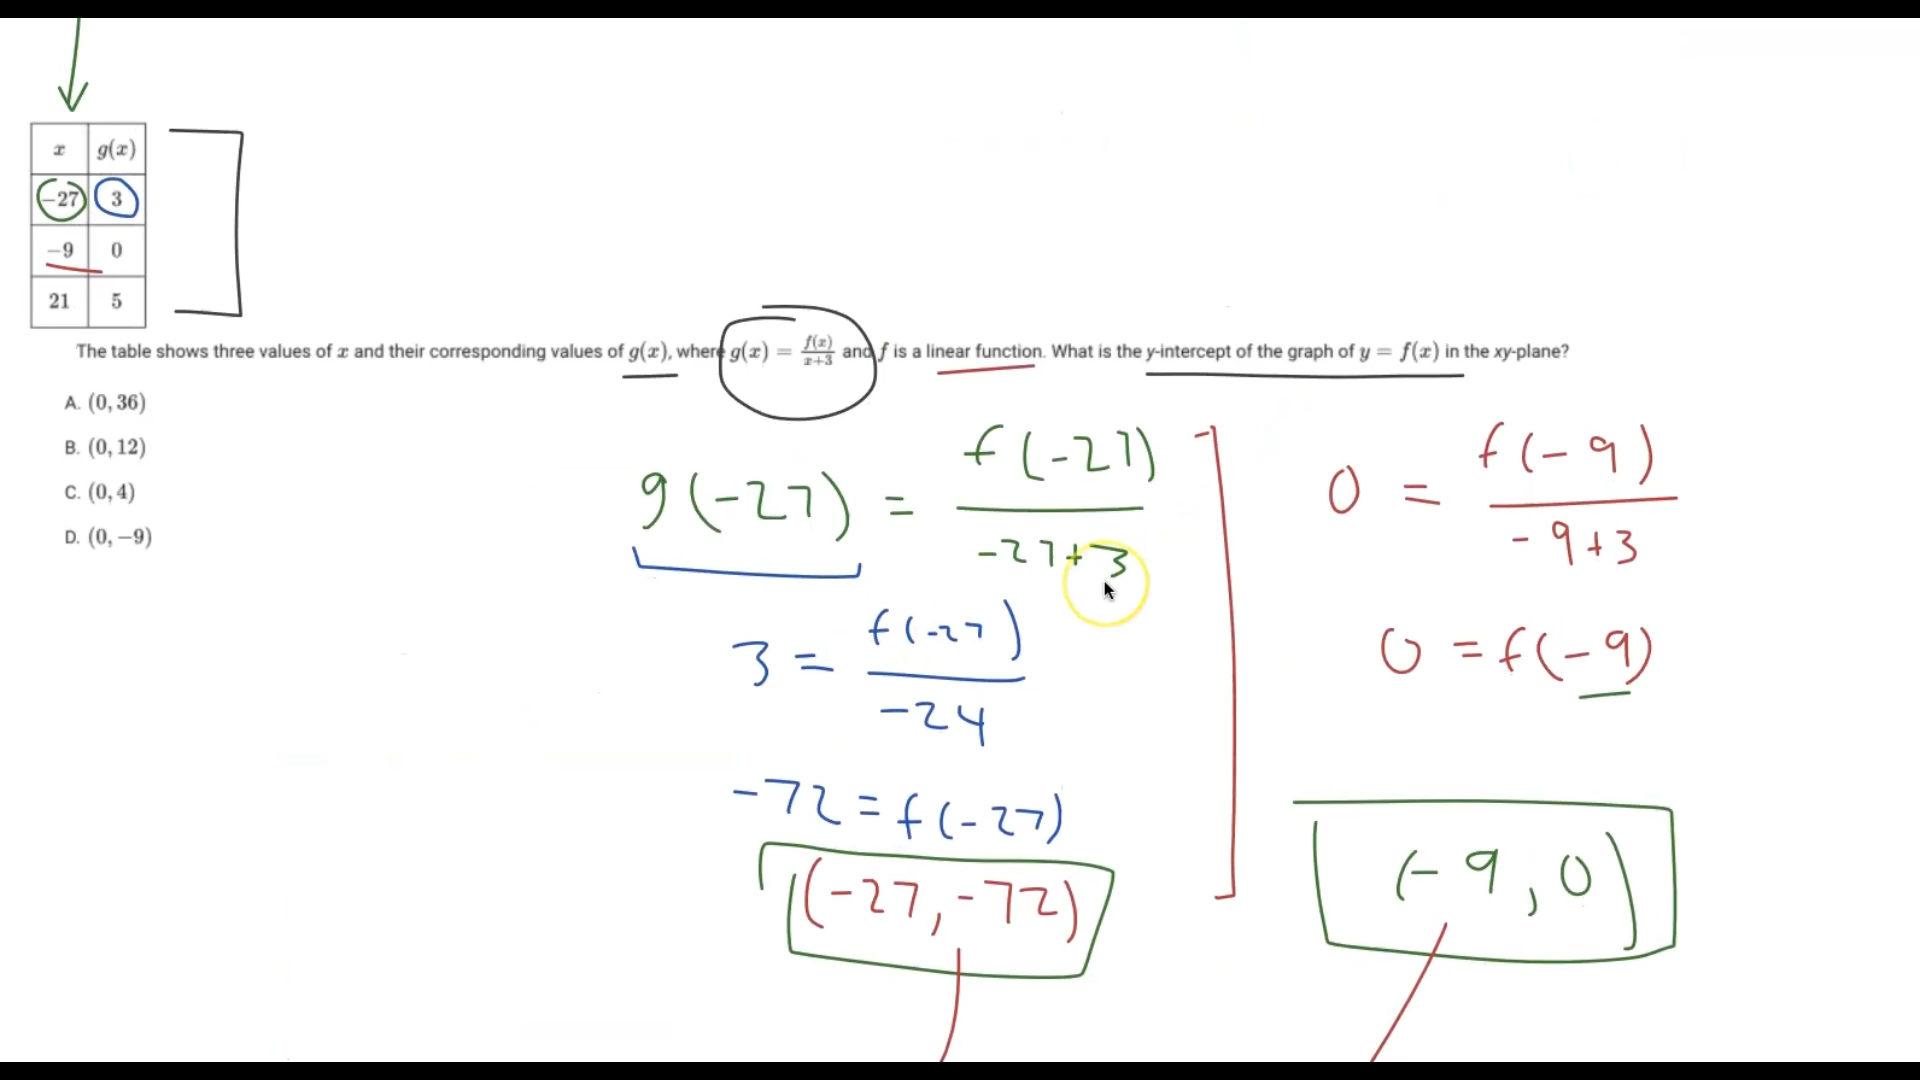 x g(x)
-27 3
-9 0
21 5
The table shows three values of x and their corresponding values of g(x), where g(x) = f(x)/x+3 and f is a linear function. What is the y-intercept of the graph of y = f(x) in the xy-plane?
A. (0, 36)
B. (0, 12)
C. (0, 4)
D. (0, -9)
g(-27) = f(-27)/-27+3
3 = f(-27)/-24
-72 = f(-27)
(-27, -72)
0 = f(-9)/-9+3
0 = f(-9)
(-9, 0)